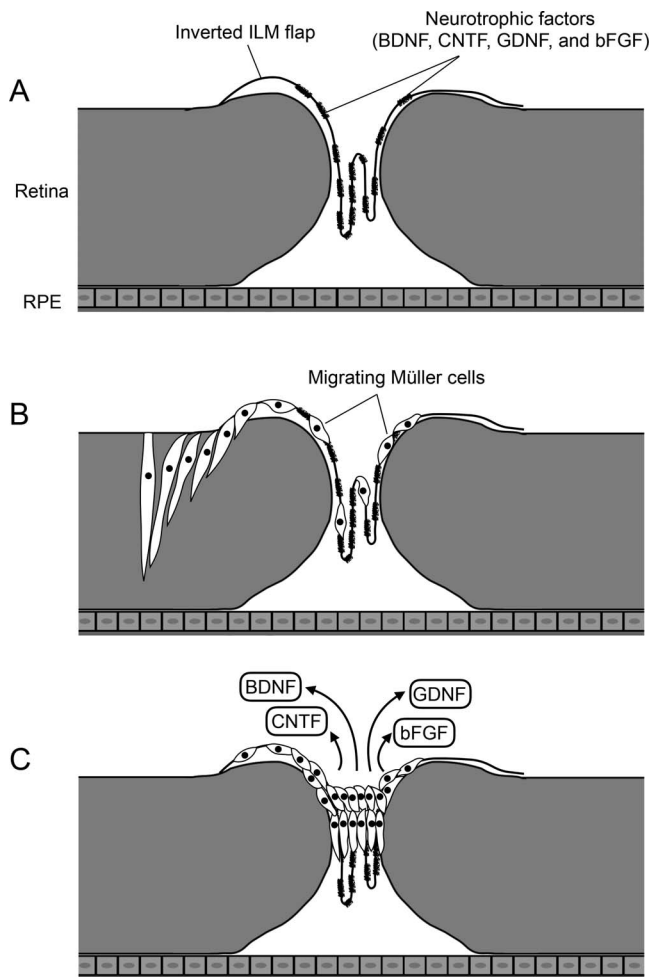 Neurotrophic factors
(BDNF, CNTF, GDNF, and bFGF)
Inverted ILM flap
A
Retina
RPE
Migrating Müller cells
B
BDNF
GDNF
CNTF
bFGF
C